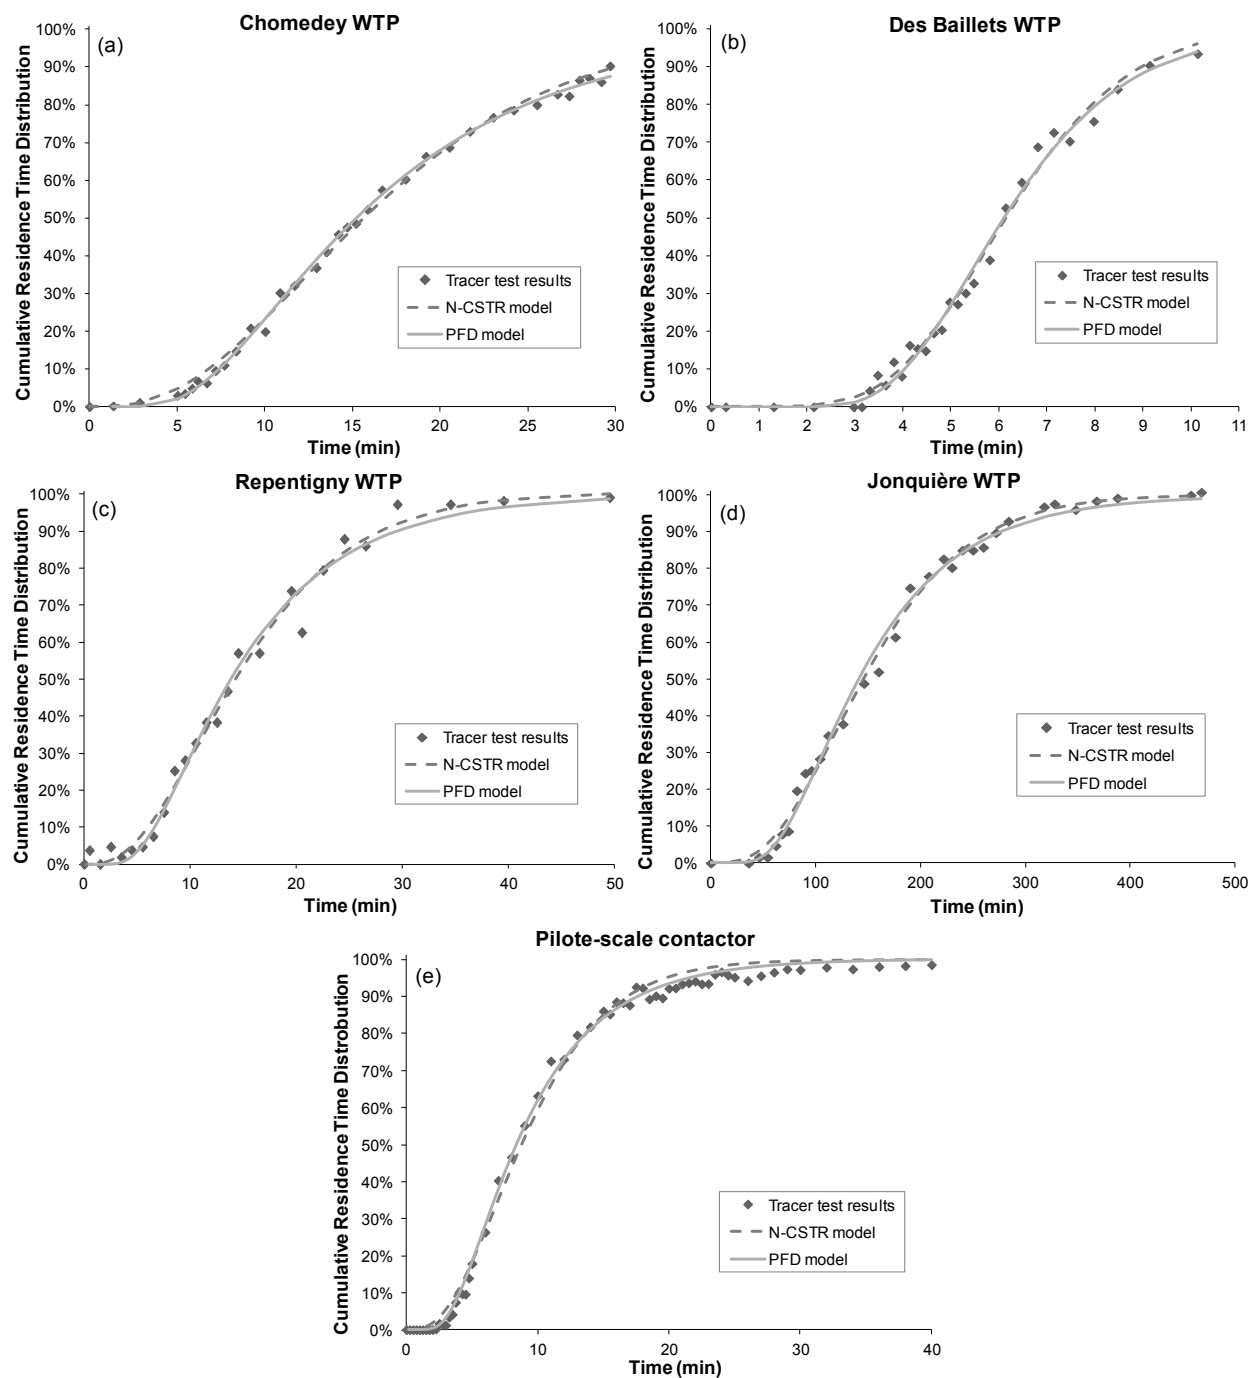 Chomedey WTP
(a)
Cumulative Residence Time Distribution
100%
90%
80%
70%
60%
50%
40%
30%
20%
10%
0%
Tracer test results
N-CSTR model
PFD model
0 5 10 15 20 25 30
Time (min)
Des Baillets WTP
(b)
Cumulative Residence Time Distribution
100%
90%
80%
70%
60%
50%
40%
30%
20%
10%
0%
Tracer test results
N-CSTR model
PFD model
0 1 2 3 4 5 6 7 8 9 10 11
Time (min)
Repentigny WTP
(c)
Cumulative Residence Time Distribution
100%
90%
80%
70%
60%
50%
40%
30%
20%
10%
0%
Tracer test results
N-CSTR model
PFD model
0 10 20 30 40 50
Time (min)
Jonquière WTP
(d)
Cumulative Residence Time Distribution
100%
90%
80%
70%
60%
50%
40%
30%
20%
10%
0%
Tracer test results
N-CSTR model
PFD model
0 100 200 300 400 500
Time (min)
Pilote-scale contactor
(e)
Cumulative Residence Time Distrobution
100%
90%
80%
70%
60%
50%
40%
30%
20%
10%
0%
Tracer test results
N-CSTR model
PFD model
0 10 20 30 40
Time (min)